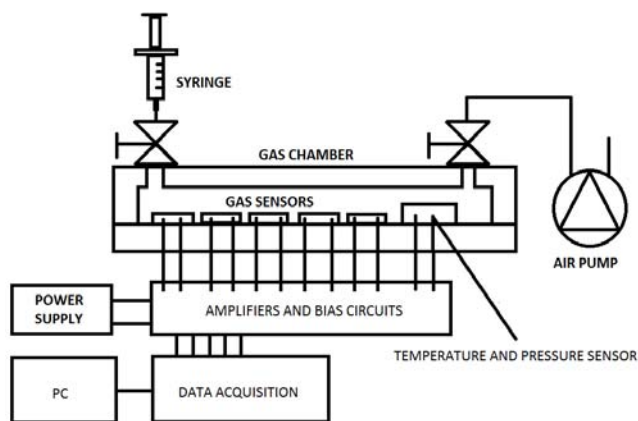 SYRINGE
GAS CHAMBER
GAS SENSORS
AIR PUMP
POWER
SUPPLY
AMPLIFIERS AND BIAS CIRCUITS
TEMPERATURE AND PRESSURE SENSOR
PC
DATA ACQUISITION